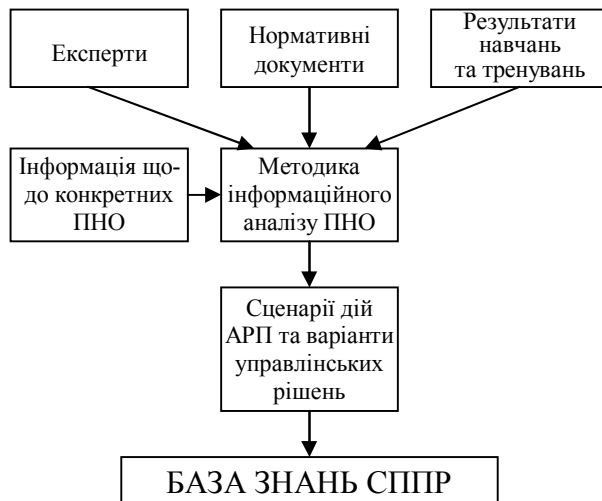 Експерти
Нормативні
документи
Результати
навчань
та тренувань
Інформація що-
до конкретних
ПНО
Методика
інформаційного
аналізу ПНО
Сценарії дій
АРП та варіанти
управлінських
рішень
БАЗА ЗНАНЬ СППР